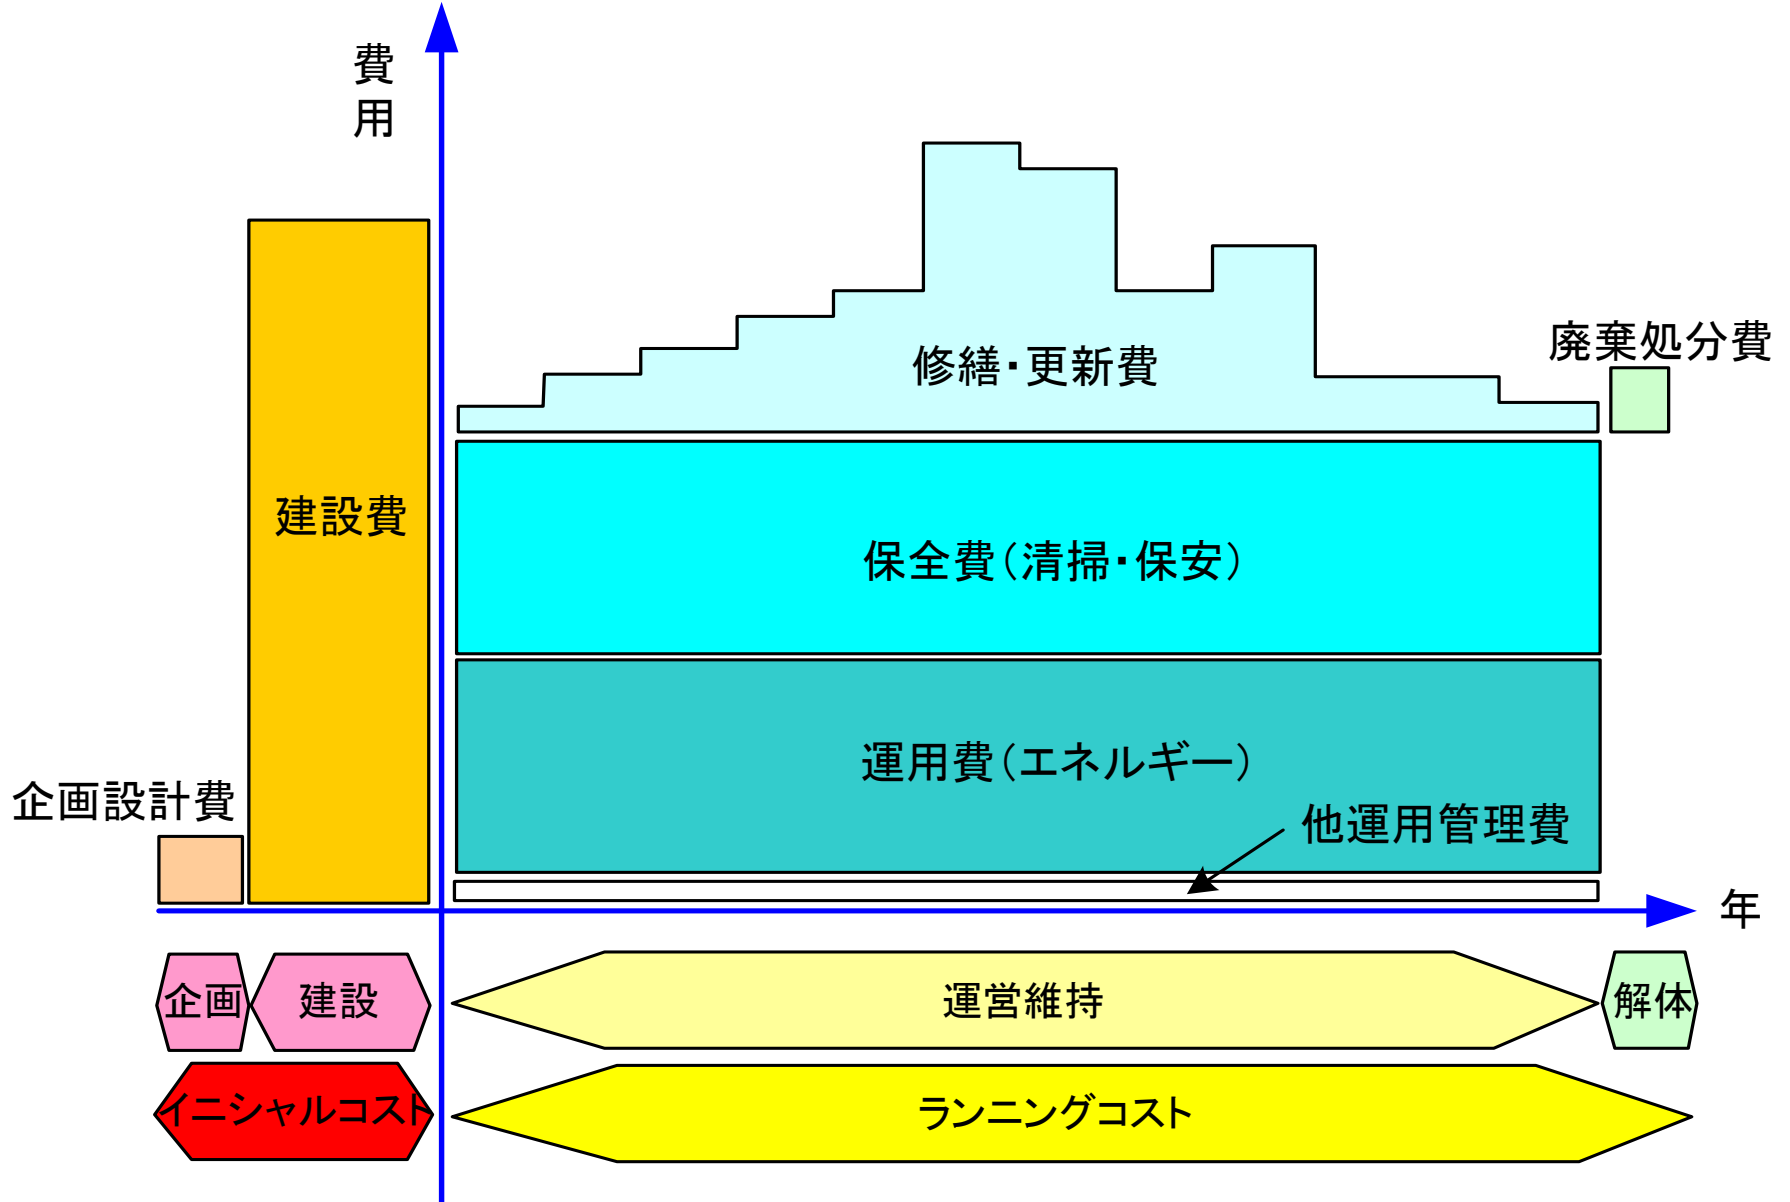 費用
修繕・更新費
廃棄処分費
建設費
保全費（清掃・保安）
運用費（エネルギー）
企画設計費
他運用管理費
年
企画
建設
運営維持
解体
イニシャルコスト
ランニングコスト